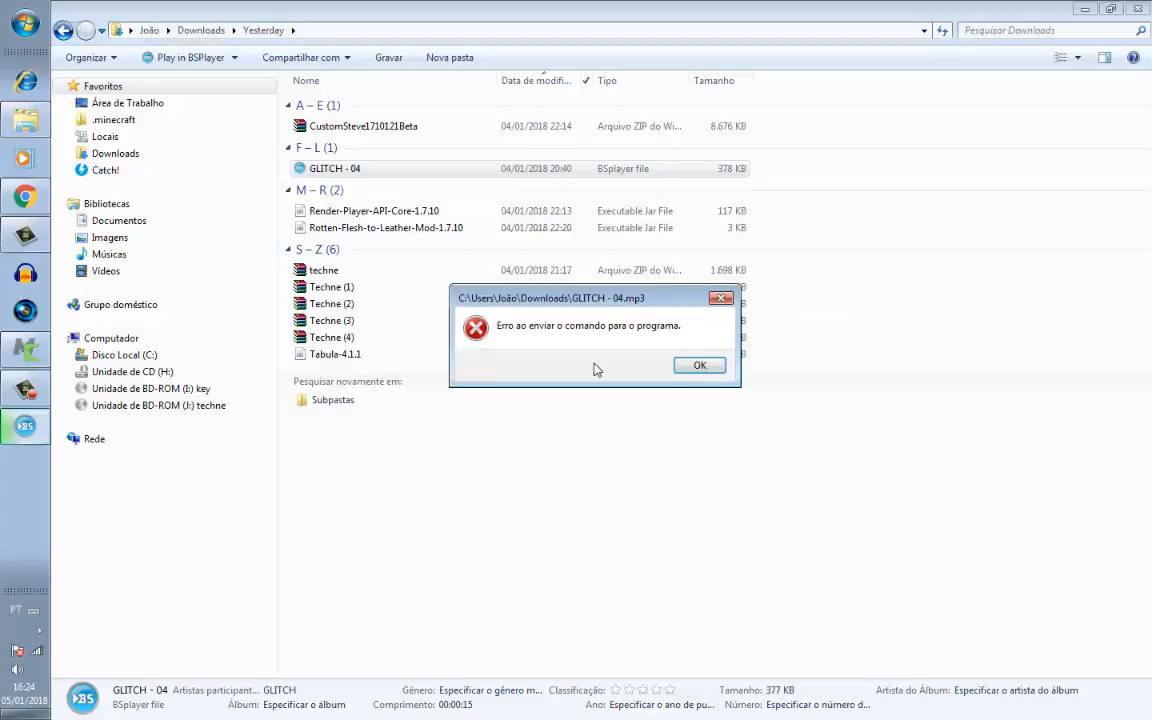 João ▸ Downloads ▸ Yesterday ▸
Pesquisar Downloads
Organizar
Play in BSPlayer
Compartilhar com
Gravar
Nova pasta
Favoritos
Área de Trabalho
.minecraft
Locais
Downloads
Catch!
Bibliotecas
Documentos
Imagens
Músicas
Vídeos
Grupo doméstico
Computador
Disco Local (C:)
Unidade de CD (H:)
Unidade de BD-ROM (I:) key
Unidade de BD-ROM (J:) techne
Rede
Nome Data de modifi... Tipo Tamanho
A – E (1)
CustomSteve1710121Beta 04/01/2018 22:14 Arquivo ZIP do Wi... 8.676 KB
F – L (1)
GLITCH - 04 04/01/2018 20:40 BSplayer file 378 KB
M – R (2)
Render-Player-API-Core-1.7.10 04/01/2018 22:13 Executable Jar File 117 KB
Rotten-Flesh-to-Leather-Mod-1.7.10 04/01/2018 22:20 Executable Jar File 3 KB
S – Z (6)
techne 04/01/2018 21:17 Arquivo ZIP do Wi... 1.698 KB
Techne (1)
Techne (2)
Techne (3)
Techne (4)
Tabula-4.1.1
Pesquisar novamente em:
Subpastas
C:\Users\João\Downloads\GLITCH - 04.mp3
Erro ao enviar o comando para o programa.
OK
PT
16:24
05/01/2018
GLITCH - 04 Artistas participant... GLITCH Gênero: Especificar o gênero m... Classificação: Tamanho: 377 KB Artista do Álbum: Especificar o artista do álbum
BSplayer file Álbum: Especificar o álbum Comprimento: 00:00:15 Ano: Especificar o ano de pu... Número: Especificar o número d...